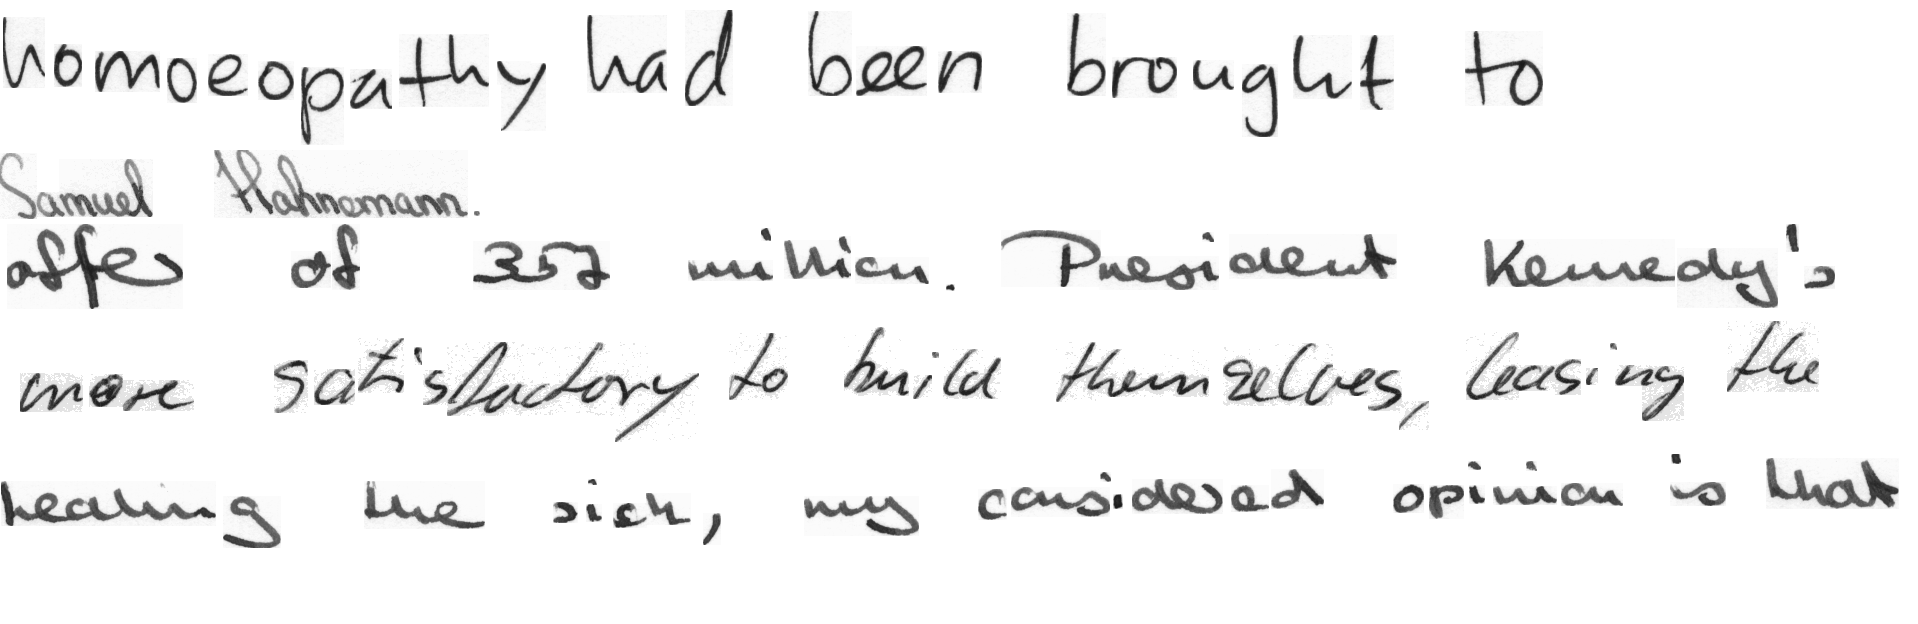 homoeopathy had been brought to
Samuel Hahnemann.
offer of 357 million. President Kennedy's
more satisfactory to build themselves, leasing the
healing the sick, my considered opinion is that